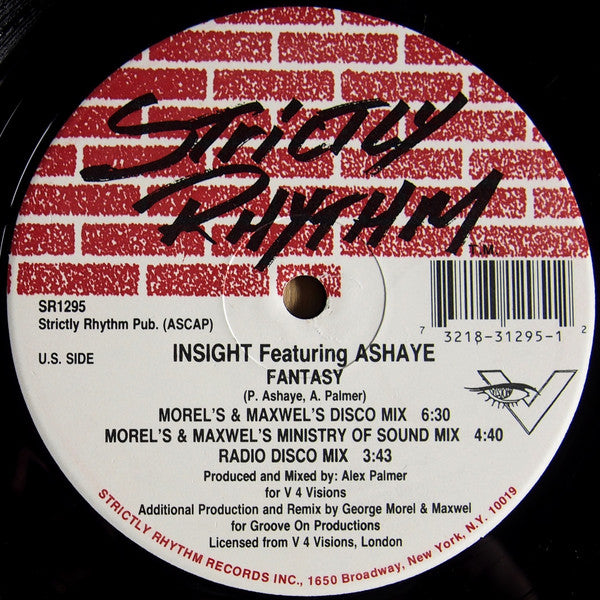 STRICTLY
RHYTHM
T.M.
SR1295
Strictly Rhythm Pub. (ASCAP)
7 3218-31295-1 2
U.S. SIDE
INSIGHT Featuring ASHAYE
FANTASY
(P. Ashaye, A. Palmer)
VISION
MOREL'S & MAXWEL'S DISCO MIX 6:30
MOREL'S & MAXWEL'S MINISTRY OF SOUND MIX 4:40
RADIO DISCO MIX 3:43
Produced and Mixed by: Alex Palmer
for V 4 Visions
Additional Production and Remix by George Morel & Maxwel
for Groove On Productions
Licensed from V 4 Visions, London
STRICTLY RHYTHM RECORDS INC., 1650 Broadway, New York, N.Y. 10019